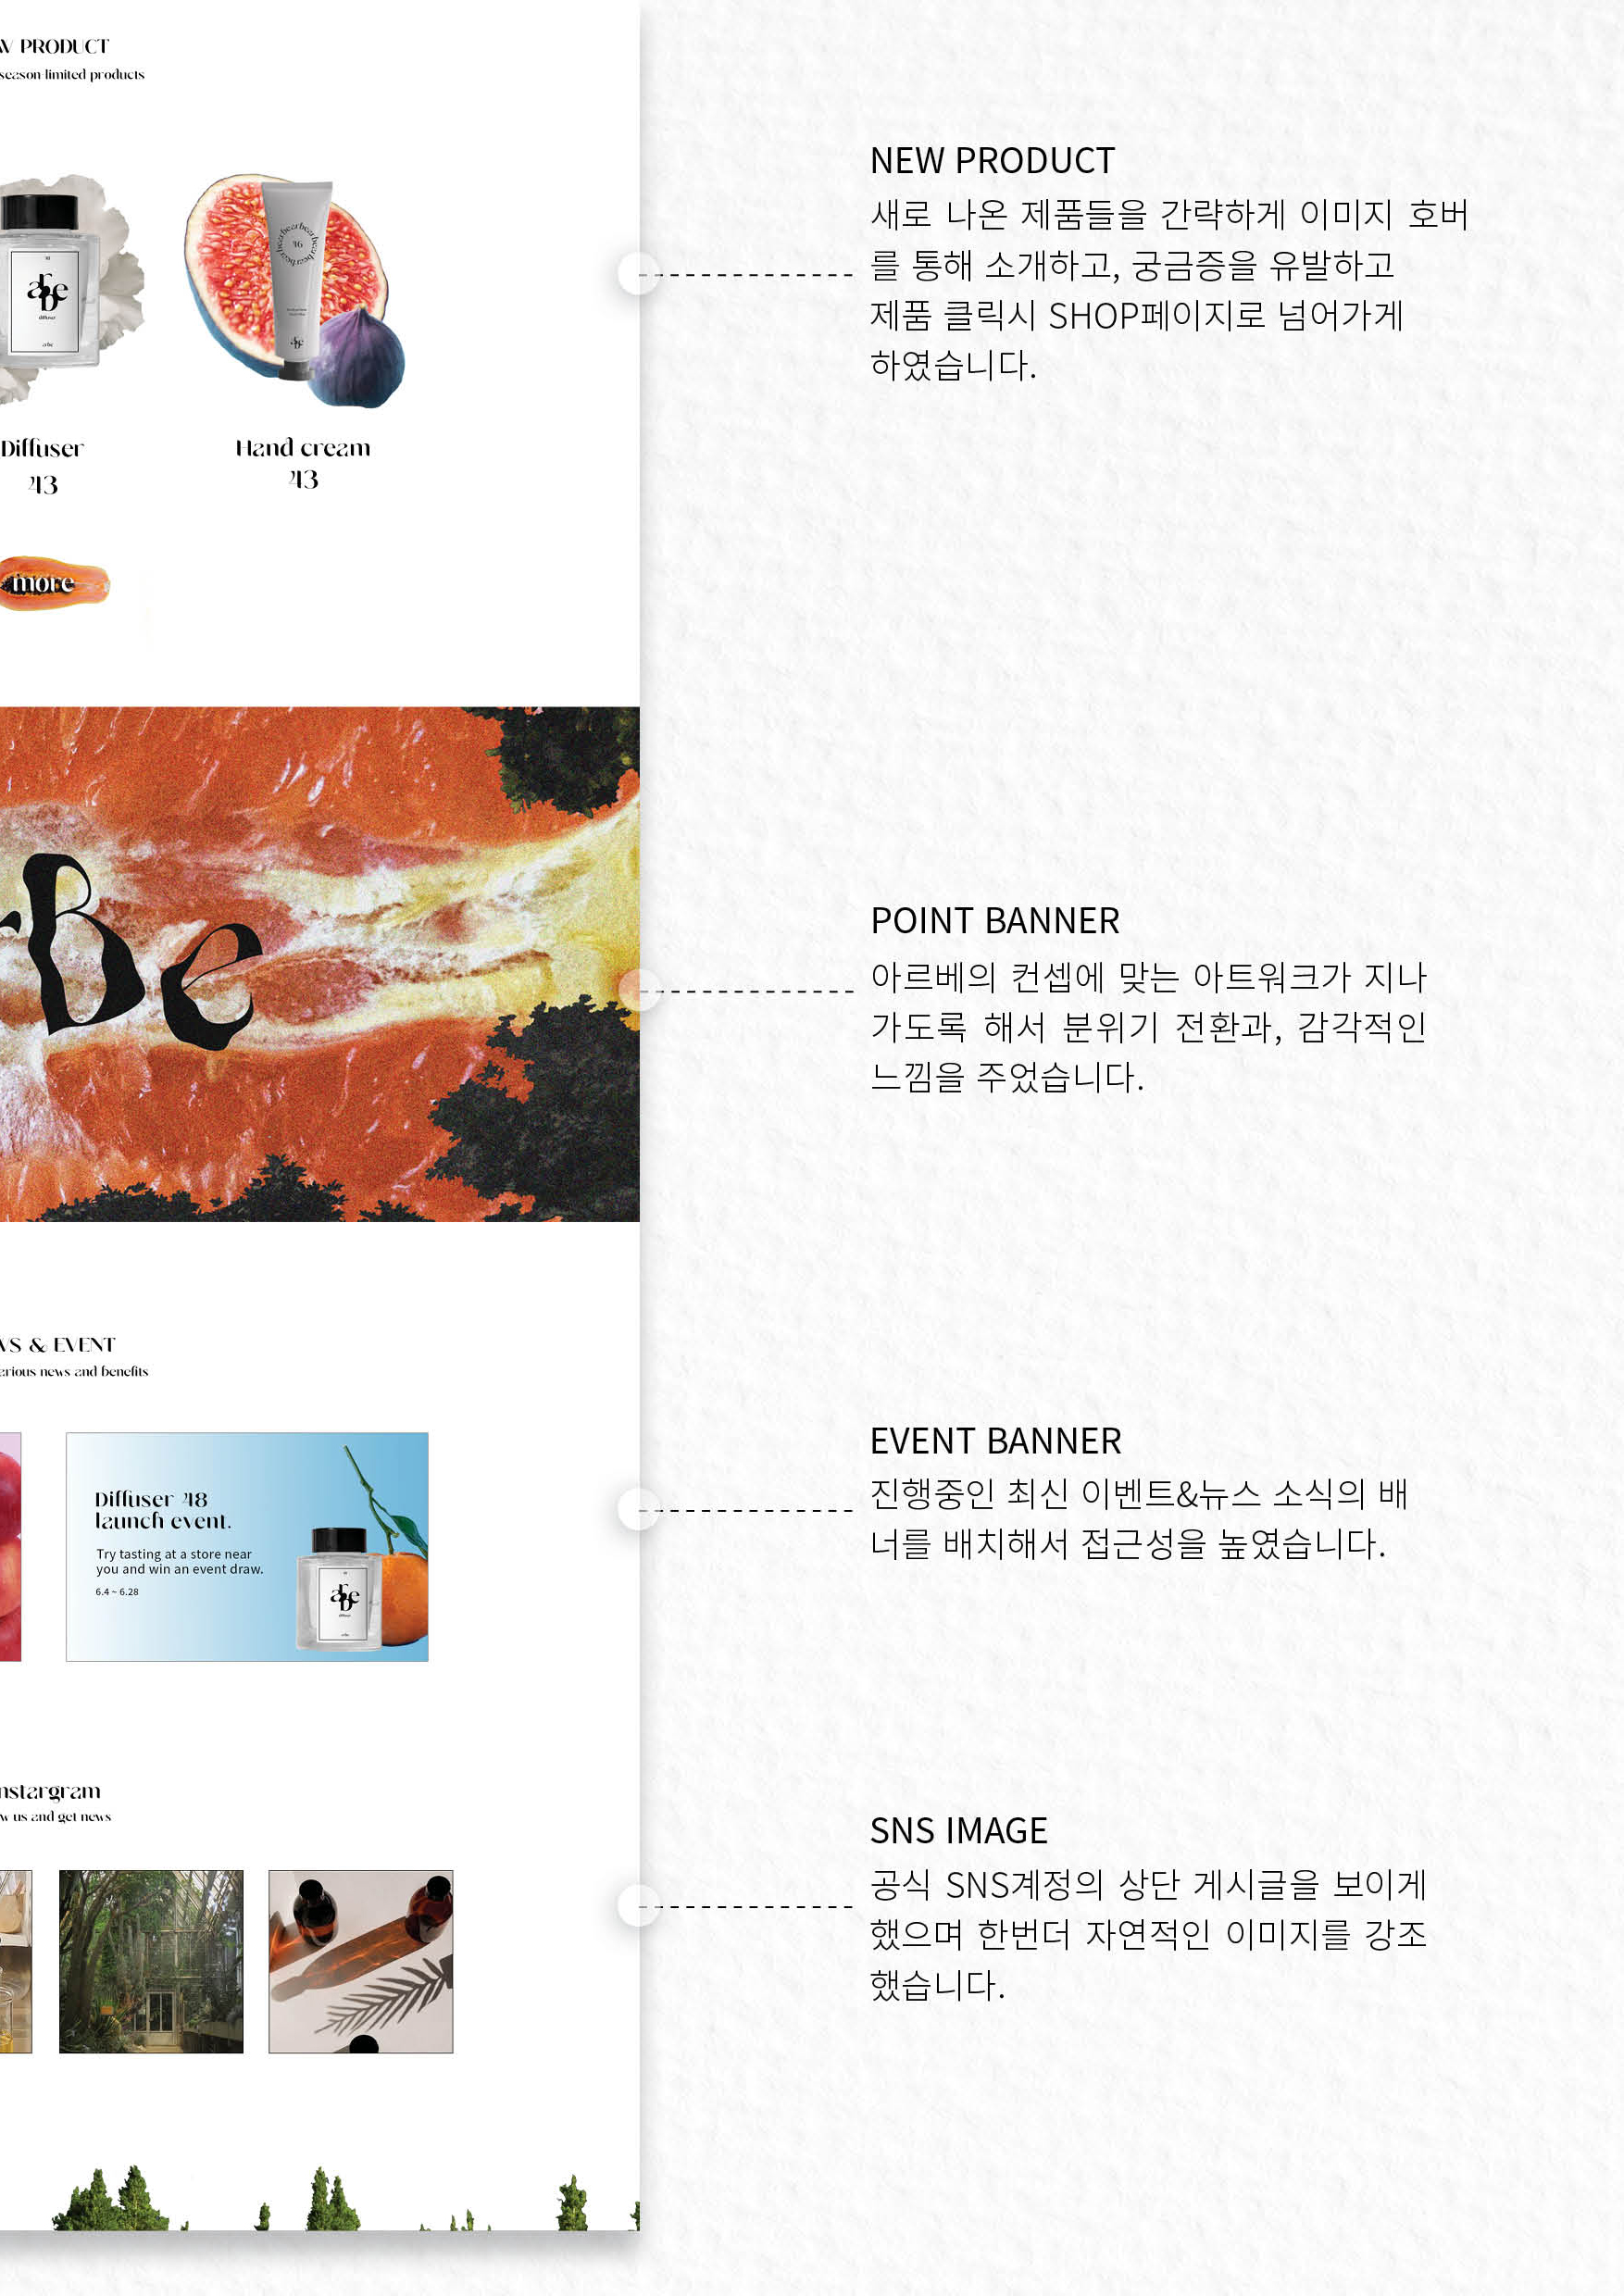 PRODUCT
season limited products
Diffuser
43
Hand cream
43
more
NEW PRODUCT
새로 나온 제품들을 간략하게 이미지 호버
를 통해 소개하고, 궁금증을 유발하고
제품 클릭시 SHOP페이지로 넘어가게
하였습니다.
POINT BANNER
아르베의 컨셉에 맞는 아트워크가 지나
가도록 해서 분위기 전환과, 감각적인
느낌을 주었습니다.
& EVENT
news and benefits
Diffuser 48
launch event.
Try tasting at a store near
you and win an event draw.
6.4 ~ 6.28
arbe
EVENT BANNER
진행중인 최신 이벤트&뉴스 소식의 배
너를 배치해서 접근성을 높였습니다.
nstargram
us and get news
SNS IMAGE
공식 SNS계정의 상단 게시글을 보이게
했으며 한번더 자연적인 이미지를 강조
했습니다.